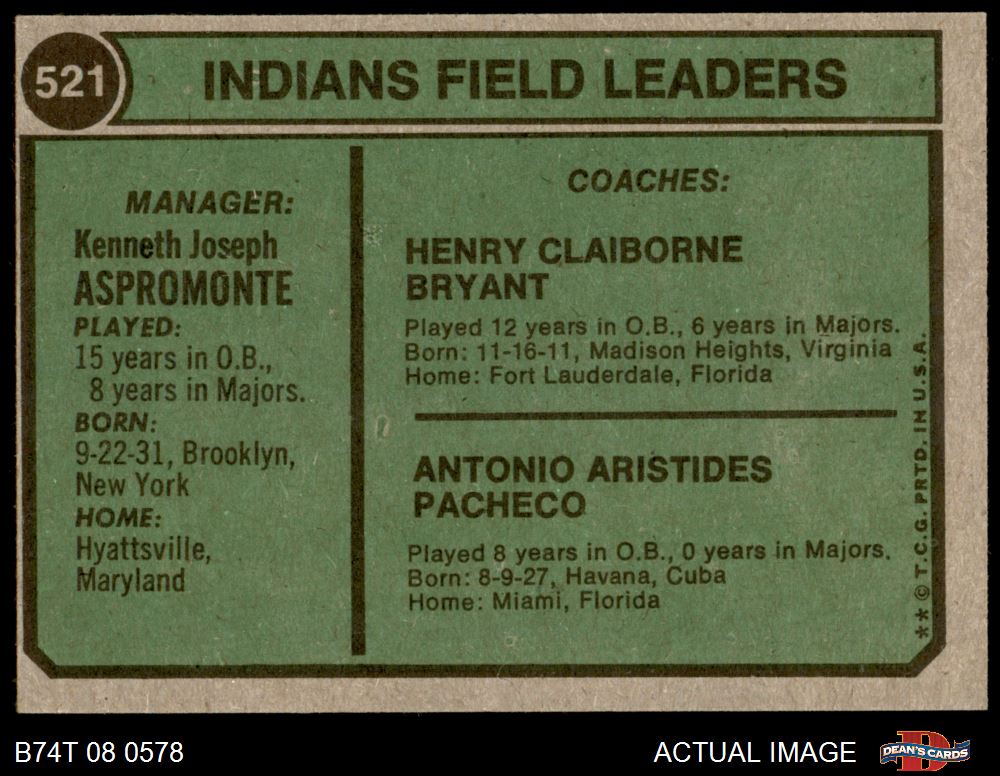 521
INDIANS FIELD LEADERS
MANAGER:
Kenneth Joseph
ASPROMONTE
PLAYED:
15 years in O.B.,
8 years in Majors.
BORN:
9-22-31, Brooklyn,
New York
HOME:
Hyattsville,
Maryland
COACHES:
HENRY CLAIBORNE
BRYANT
Played 12 years in O.B., 6 years in Majors.
Born: 11-16-11, Madison Heights, Virginia
Home: Fort Lauderdale, Florida
ANTONIO ARISTIDES
PACHECO
Played 8 years in O.B., 0 years in Majors.
Born: 8-9-27, Havana, Cuba
Home: Miami, Florida
** © T.C.G. PRTD. IN U.S.A.
B74T 08 0578
ACTUAL IMAGE
D
DEAN'S CARDS